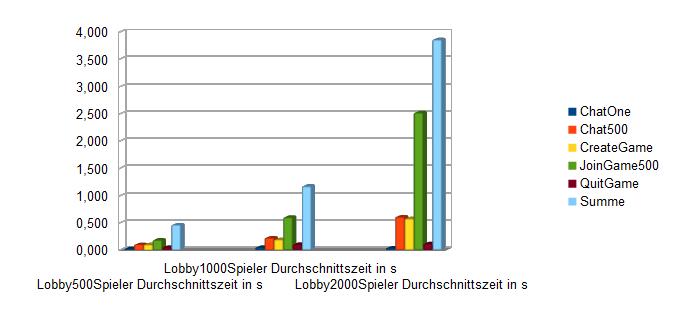 4,000
3,500
3,000
2,500
2,000
1,500
1,000
0,500
0,000
ChatOne
Chat500
CreateGame
JoinGame500
QuitGame
Summe
Lobby1000Spieler Durchschnittszeit in s
Lobby500Spieler Durchschnittszeit in s
Lobby2000Spieler Durchschnittszeit in s